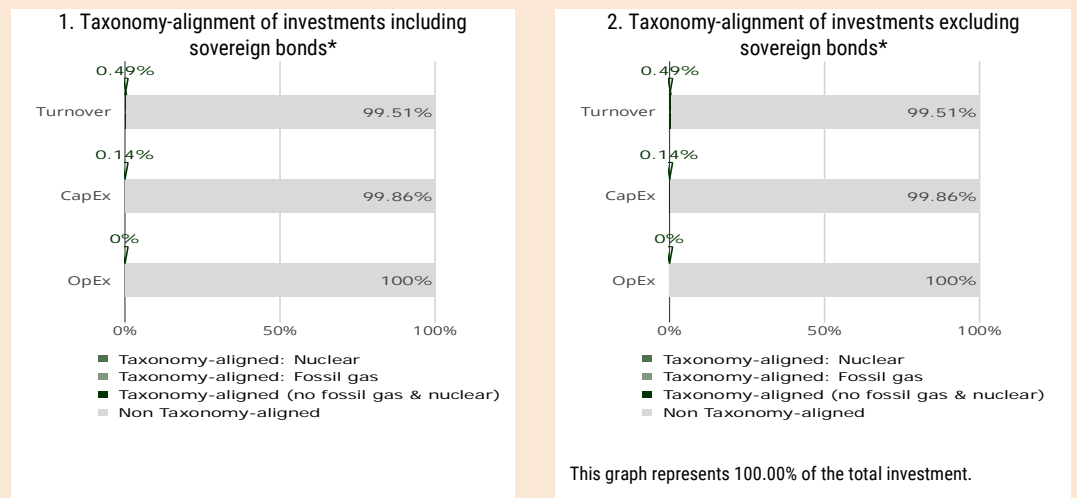 1. Taxonomy-alignment of investments including
sovereign bonds*
0.49%
Turnover
99.51%
0.14%
CapEx
99.86%
0%
OpEx
100%
0%
50%
100%
Taxonomy-aligned: Nuclear
Taxonomy-aligned: Fossil gas
Taxonomy-aligned (no fossil gas & nuclear)
Non Taxonomy-aligned
2. Taxonomy-alignment of investments excluding
sovereign bonds*
0.49%
Turnover
99.51%
0.14%
CapEx
99.86%
0%
OpEx
100%
0%
50%
100%
Taxonomy-aligned: Nuclear
Taxonomy-aligned: Fossil gas
Taxonomy-aligned (no fossil gas & nuclear)
Non Taxonomy-aligned
This graph represents 100.00% of the total investment.